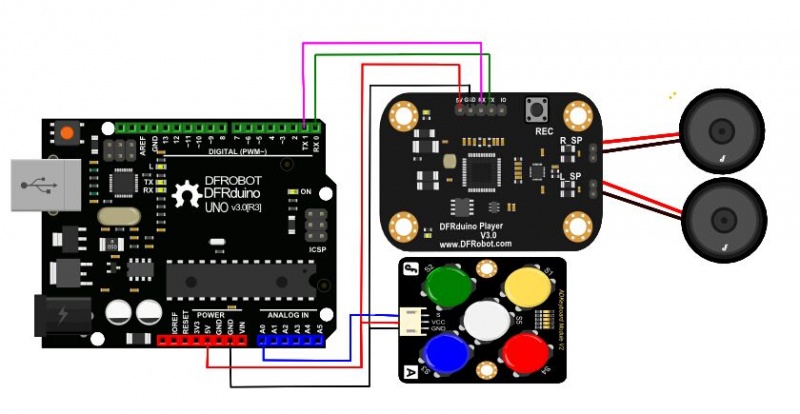 5V GND RX TX IO
REC
R_SP
L_SP
DFRduino Player
V3.0
www.DFRobot.com
AREF
GND
13
12
~11
~10
~9
8
7
~6
~5
4
~3
2
TX 1
RX 0
DIGITAL (PWM~)
L
TX
RX
ON
DFROBOT
DFRduino
UNO v3.0[R3]
ICSP
POWER
ANALOG IN
IOREF
RESET
3V3
5V
GND
GND
VIN
A0
A1
A2
A3
A4
A5
S2
S1
S
VCC
GND
S5
S3
S4
A
ADKeyboard Module V2